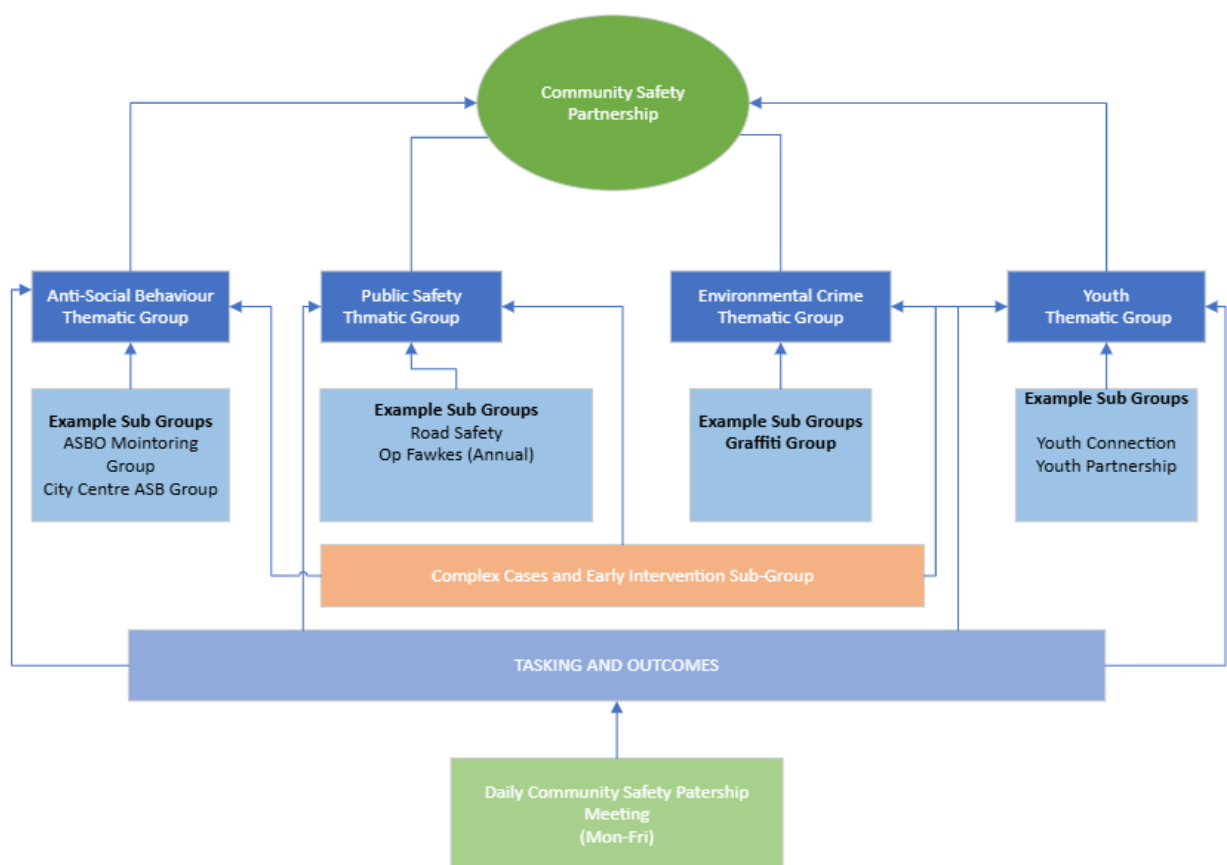 Community Safety
Partnership
Anti-Social Behaviour
Thematic Group
Public Safety
Thmatic Group
Environmental Crime
Thematic Group
Youth
Thematic Group
Example Sub Groups
ASBO Mointoring
Group
City Centre ASB Group
Example Sub Groups
Road Safety
Op Fawkes (Annual)
Example Sub Groups
Graffiti Group
Example Sub Groups
Youth Connection
Youth Partnership
Complex Cases and Early Intervention Sub-Group
TASKING AND OUTCOMES
Daily Community Safety Patership
Meeting
(Mon-Fri)